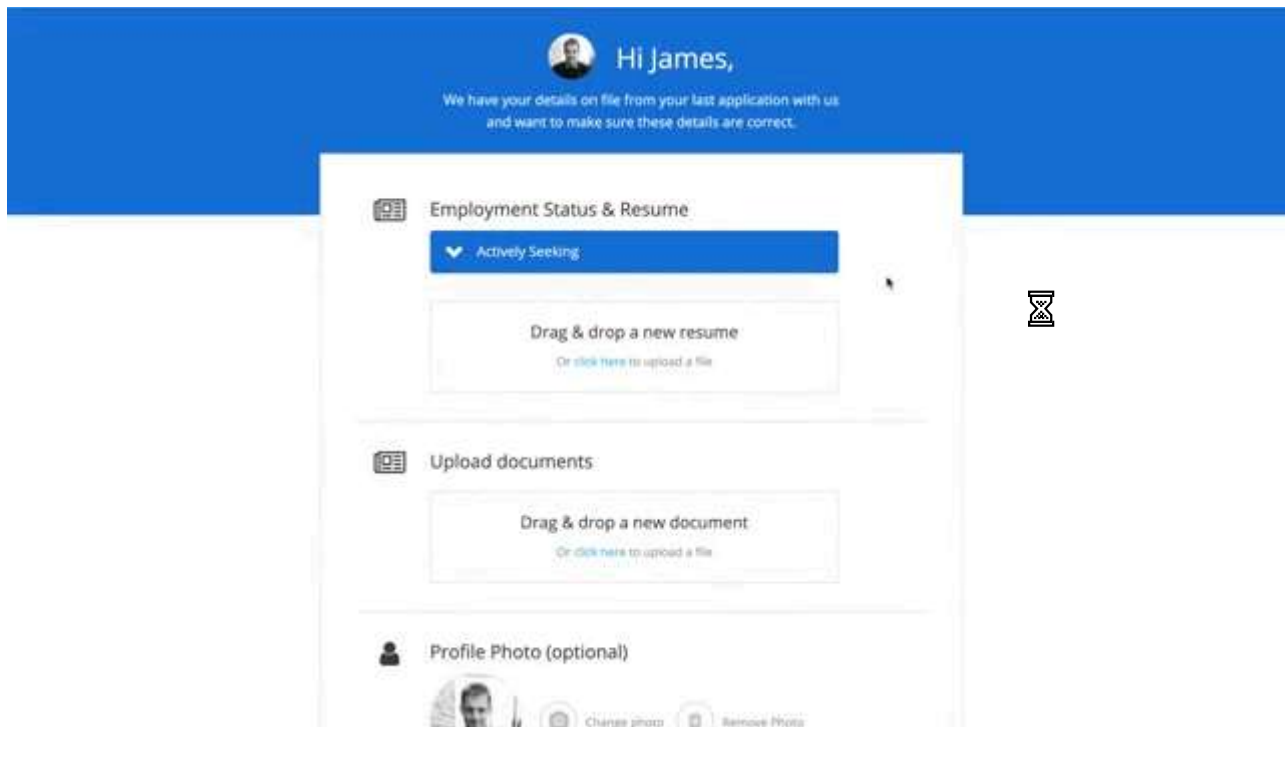 Hi James,
We have your details on file from your last application with us
and want to make sure these details are correct.
Employment Status & Resume
Actively Seeking
Drag & drop a new resume
Or click here to upload a file
Upload documents
Drag & drop a new document
Or click here to upload a file
Profile Photo (optional)
Change photo
Remove Photo